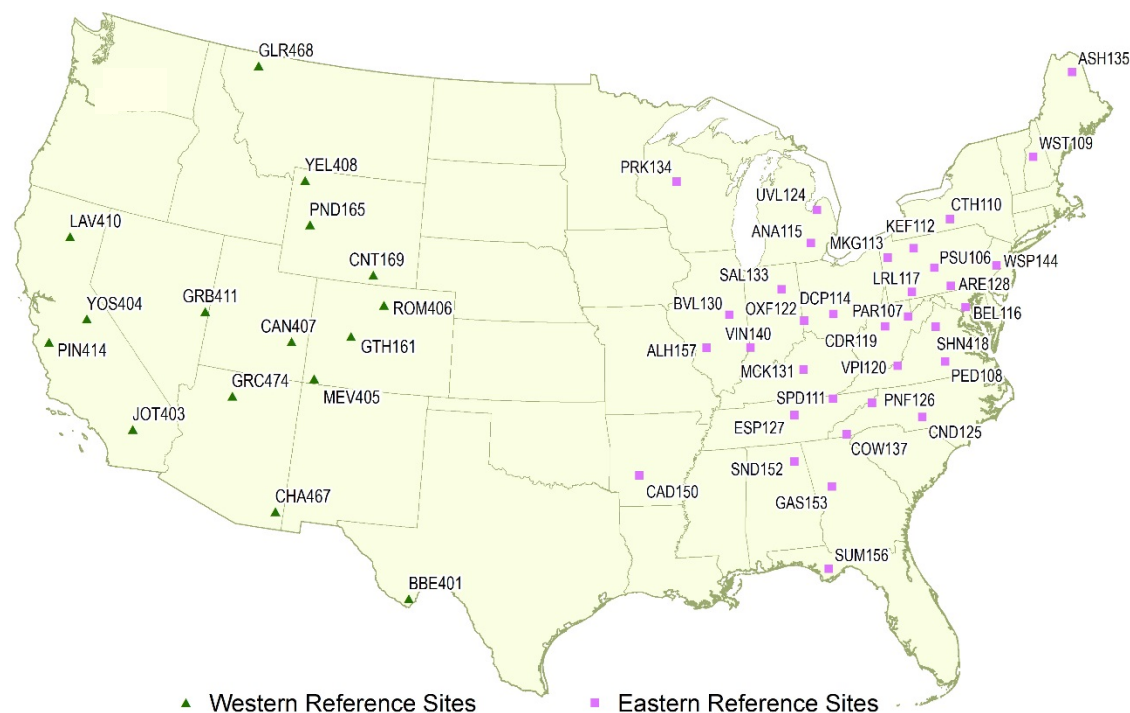 GLR468
ASH135
WST109
PRK134
YEL408
UVL124
CTH110
PND165
LAV410
KEF112
ANA115
MKG113
PSU106
WSP144
CNT169
SAL133
LRL117
ARE128
YOS404
GRB411
ROM406
BVL130
OXF122
DCP114
PAR107
BEL116
CAN407
VIN140
CDR119
SHN418
PIN414
GTH161
ALH157
MCK131
VPI120
PED108
GRC474
MEV405
SPD111
PNF126
JOT403
ESP127
CND125
COW137
SND152
CAD150
GAS153
CHA467
SUM156
BBE401
Western Reference Sites
Eastern Reference Sites